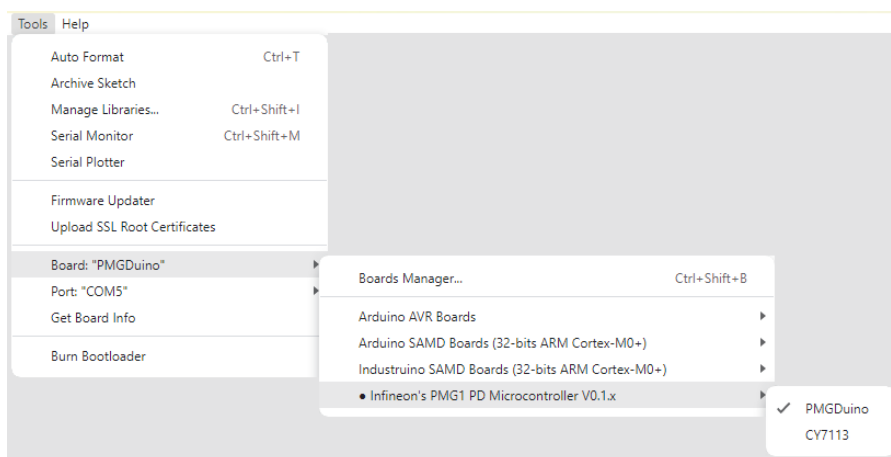 Tools Help
Auto Format Ctrl+T
Archive Sketch
Manage Libraries... Ctrl+Shift+I
Serial Monitor Ctrl+Shift+M
Serial Plotter
Firmware Updater
Upload SSL Root Certificates
Board: "PMGDuino"
Port: "COM5"
Get Board Info
Burn Bootloader
Boards Manager... Ctrl+Shift+B
Arduino AVR Boards
Arduino SAMD Boards (32-bits ARM Cortex-M0+)
Industruino SAMD Boards (32-bits ARM Cortex-M0+)
● Infineon's PMG1 PD Microcontroller V0.1.x
✓ PMGDuino
CY7113